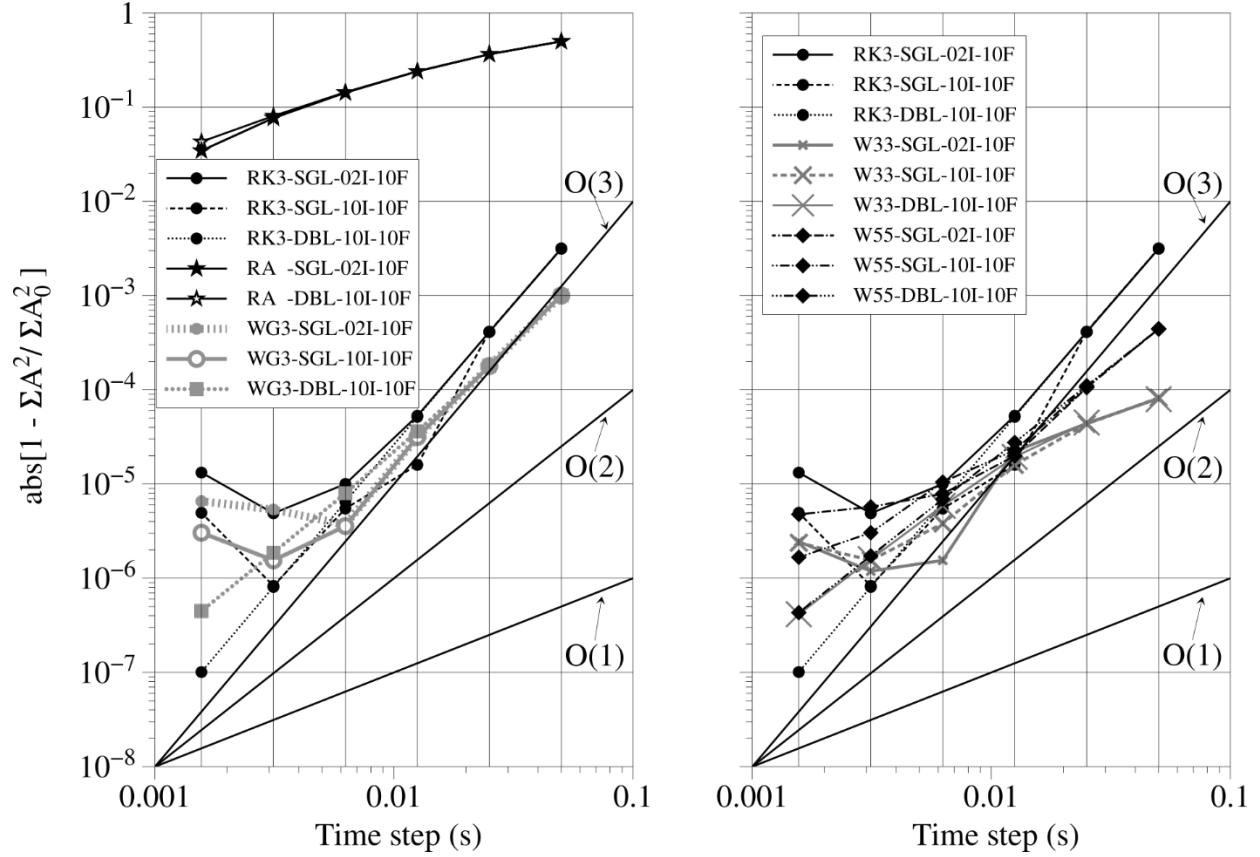 1
10⁻¹
10⁻²
10⁻³
10⁻⁴
10⁻⁵
10⁻⁶
10⁻⁷
10⁻⁸
abs[1 - ΣA²/ ΣA₀²]
RK3-SGL-02I-10F
RK3-SGL-10I-10F
RK3-DBL-10I-10F
RA -SGL-02I-10F
RA -DBL-10I-10F
WG3-SGL-02I-10F
WG3-SGL-10I-10F
WG3-DBL-10I-10F
O(3)
O(2)
O(1)
0.001
0.01
0.1
Time step (s)
RK3-SGL-02I-10F
RK3-SGL-10I-10F
RK3-DBL-10I-10F
W33-SGL-02I-10F
W33-SGL-10I-10F
W33-DBL-10I-10F
W55-SGL-02I-10F
W55-SGL-10I-10F
W55-DBL-10I-10F
O(3)
O(2)
O(1)
0.001
0.01
0.1
Time step (s)